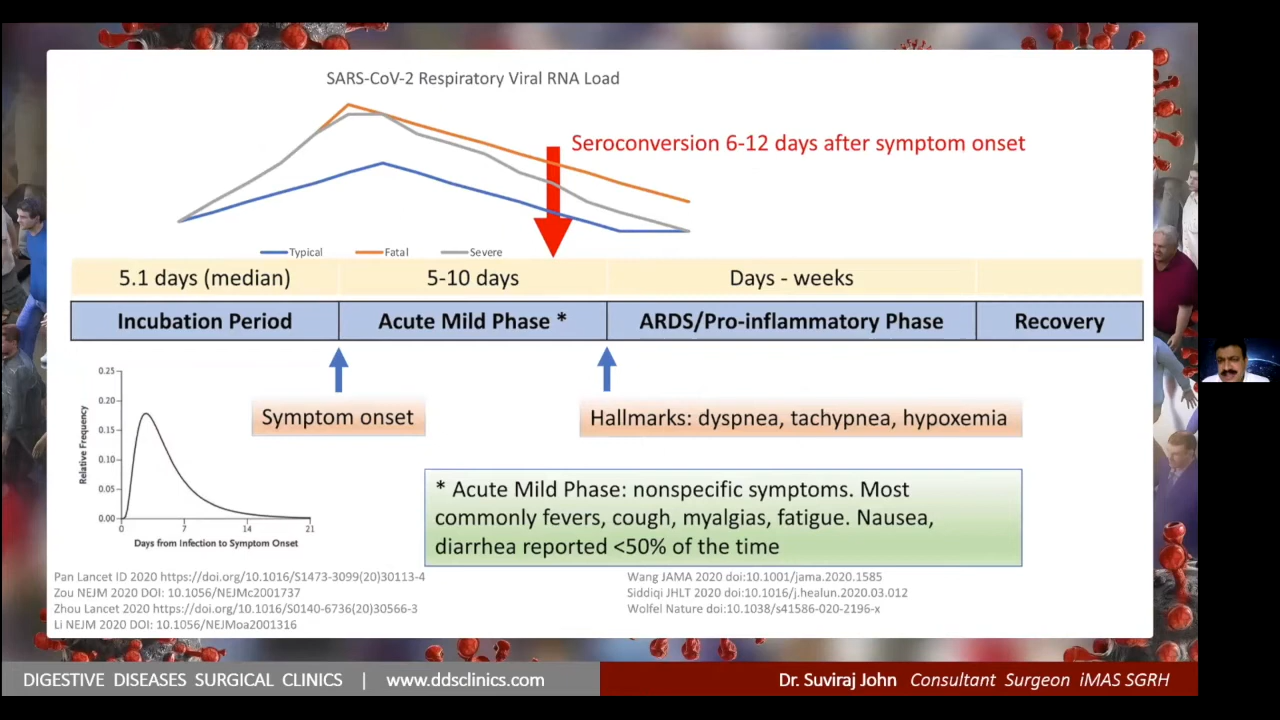 SARS-CoV-2 Respiratory Viral RNA Load
Seroconversion 6-12 days after symptom onset
Typical Fatal Severe
5.1 days (median) 5-10 days Days - weeks
Incubation Period Acute Mild Phase * ARDS/Pro-inflammatory Phase Recovery
Symptom onset
Hallmarks: dyspnea, tachypnea, hypoxemia
0.25
0.20
0.15
0.10
0.05
0.00
Relative Frequency
0 7 14 21
Days from Infection to Symptom Onset
* Acute Mild Phase: nonspecific symptoms. Most
commonly fevers, cough, myalgias, fatigue. Nausea,
diarrhea reported <50% of the time
Pan Lancet ID 2020 https://doi.org/10.1016/S1473-3099(20)30113-4
Zou NEJM 2020 DOI: 10.1056/NEJMc2001737
Zhou Lancet 2020 https://doi.org/10.1016/S0140-6736(20)30566-3
Li NEJM 2020 DOI: 10.1056/NEJMoa2001316
Wang JAMA 2020 doi:10.1001/jama.2020.1585
Siddiqi JHLT 2020 doi:10.1016/j.healun.2020.03.012
Wolfel Nature doi:10.1038/s41586-020-2196-x
DIGESTIVE DISEASES SURGICAL CLINICS | www.ddsclinics.com
Dr. Suviraj John Consultant Surgeon iMAS SGRH